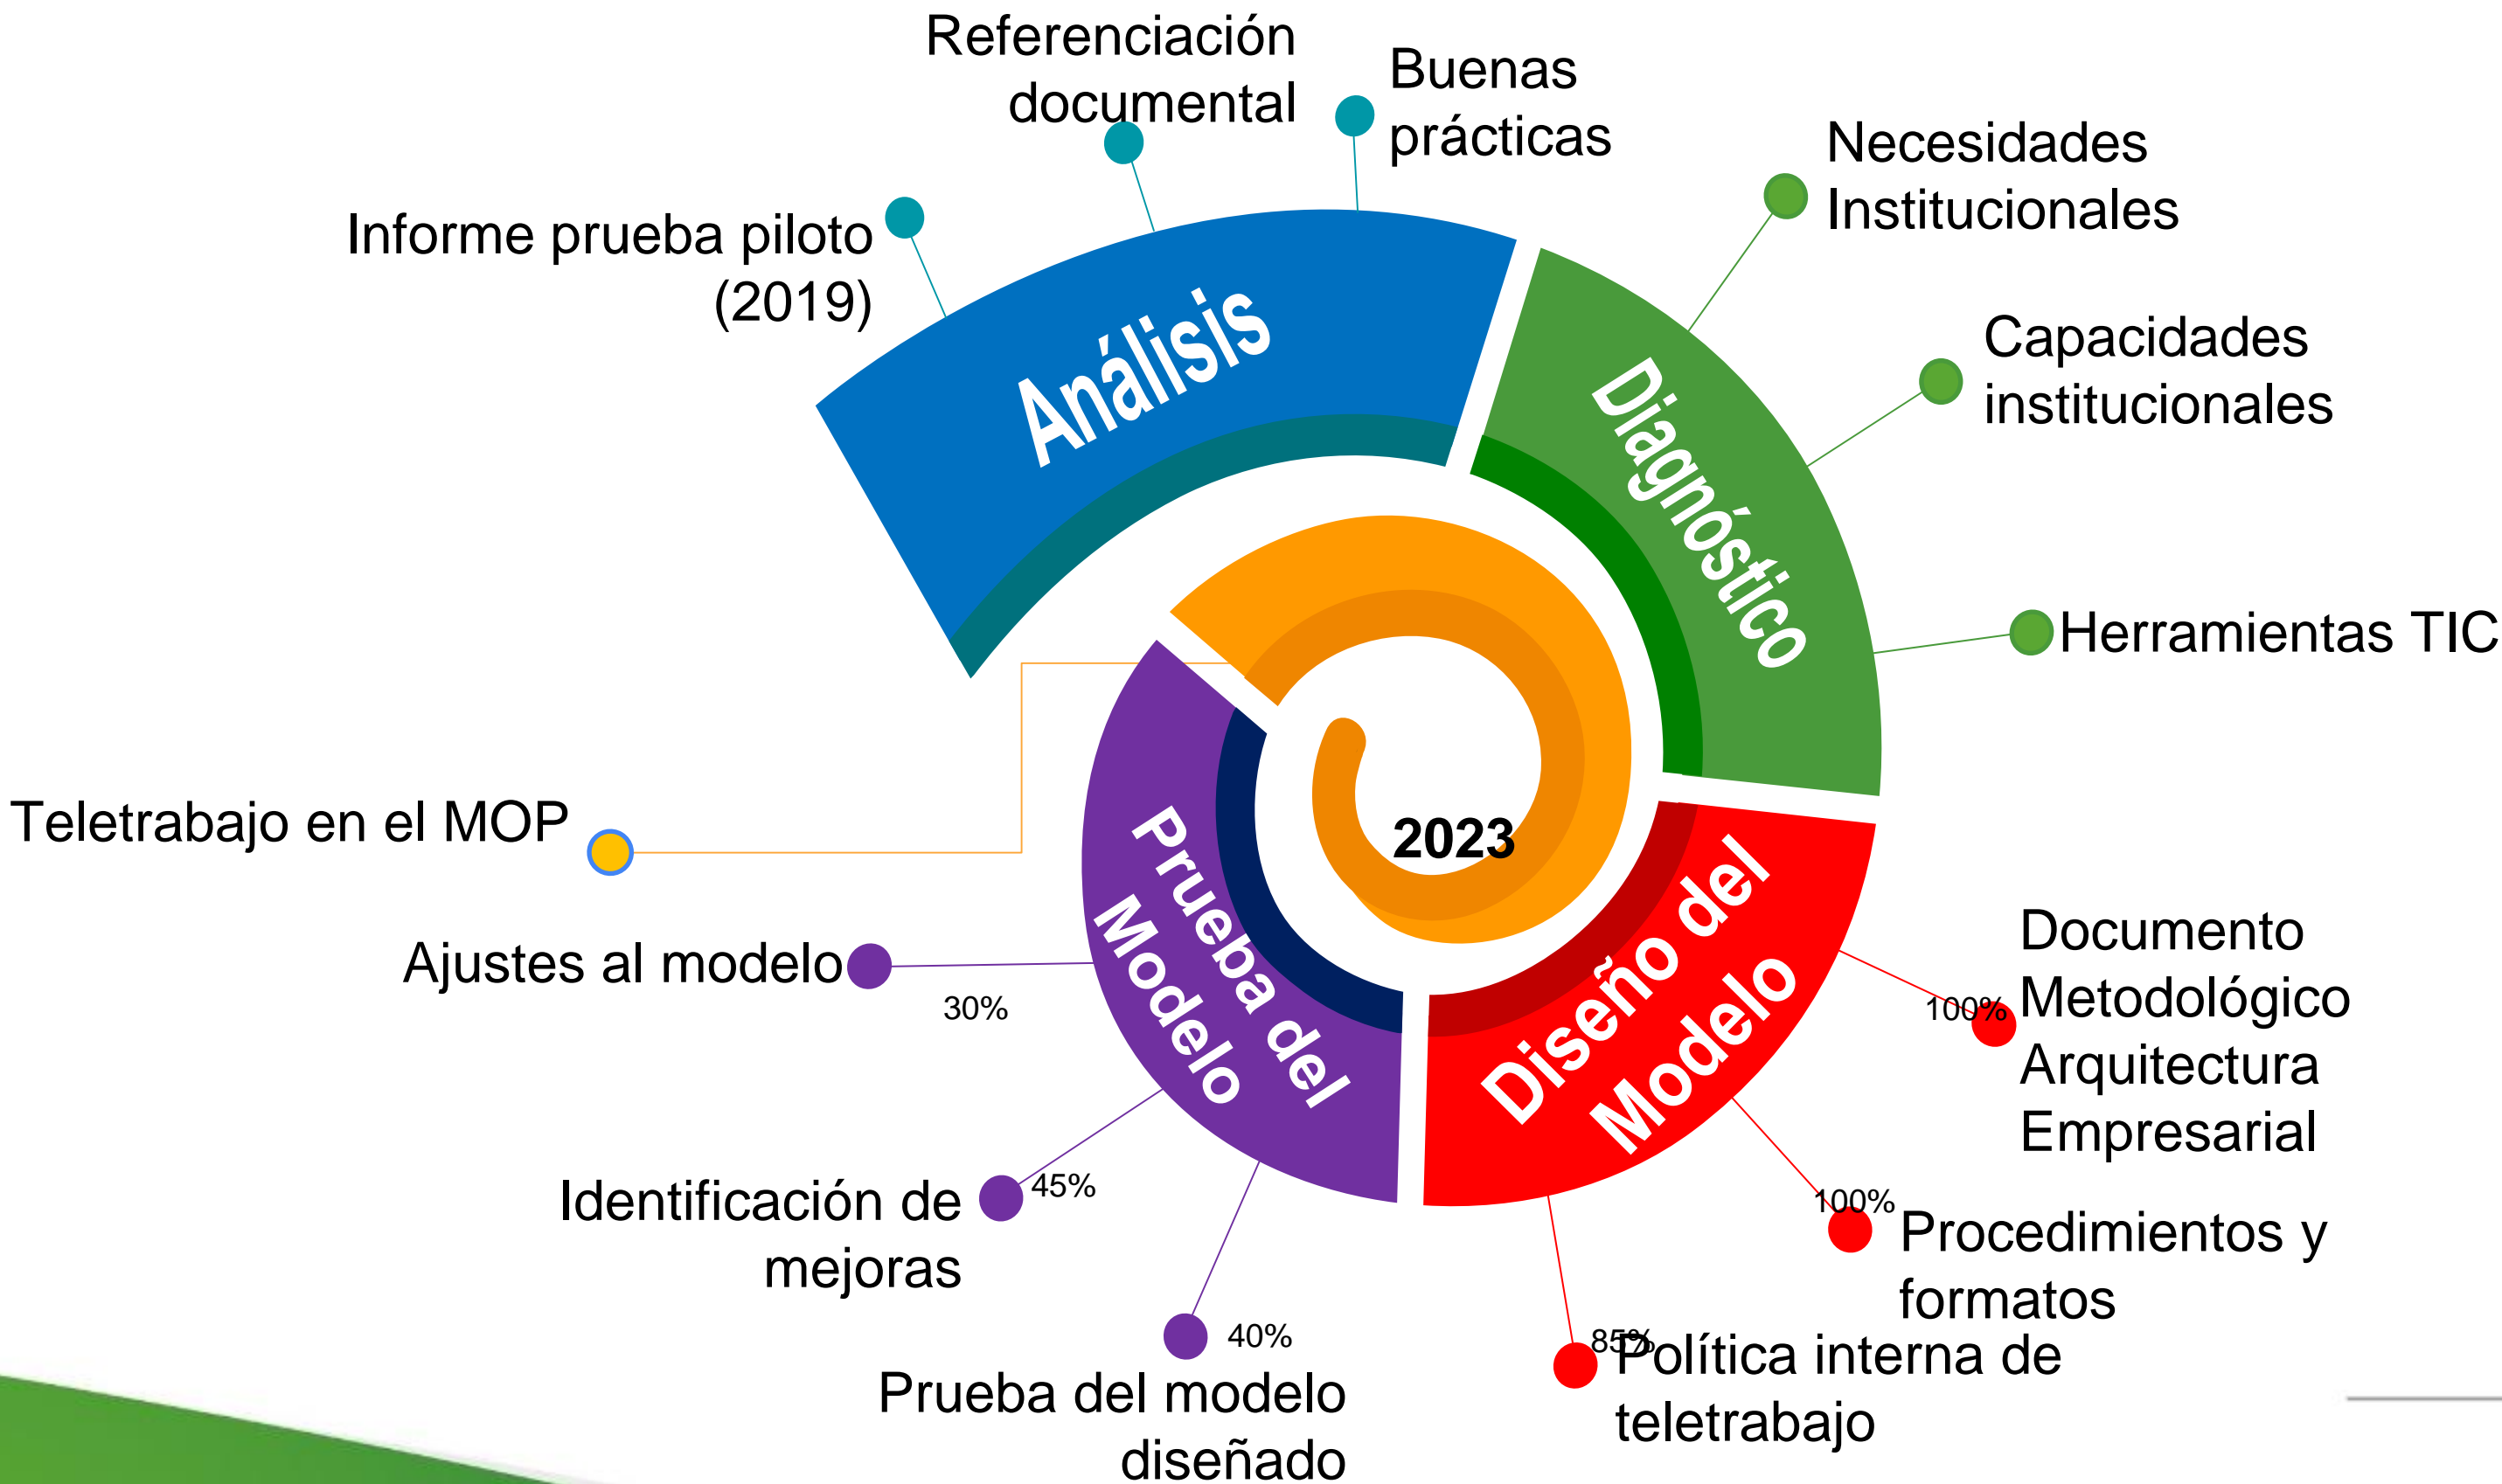 Referenciación
documental
Buenas
prácticas
Necesidades
Institucionales
Informe prueba piloto
(2019)
Análisis
Capacidades
institucionales
Diagnóstico
Herramientas TIC
Teletrabajo en el MOP
2023
Prueba del
Modelo
Diseño del
Modelo
Ajustes al modelo
30%
Documento
Metodológico
Arquitectura
Empresarial
100%
Identificación de
mejoras
45%
100%
Procedimientos y
formatos
40%
Prueba del modelo
diseñado
85%
Política interna de
teletrabajo